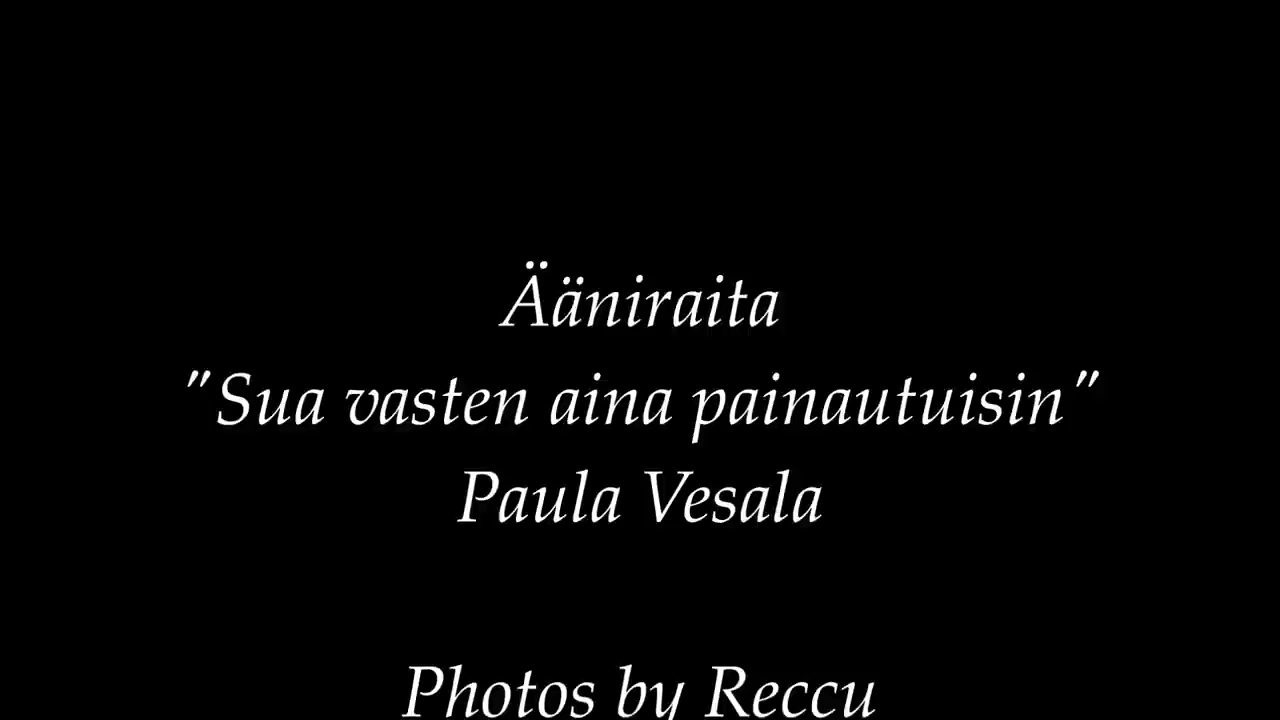 Ääniraita
"Sua vasten aina painautuisin"
Paula Vesala
Photos by Reccu